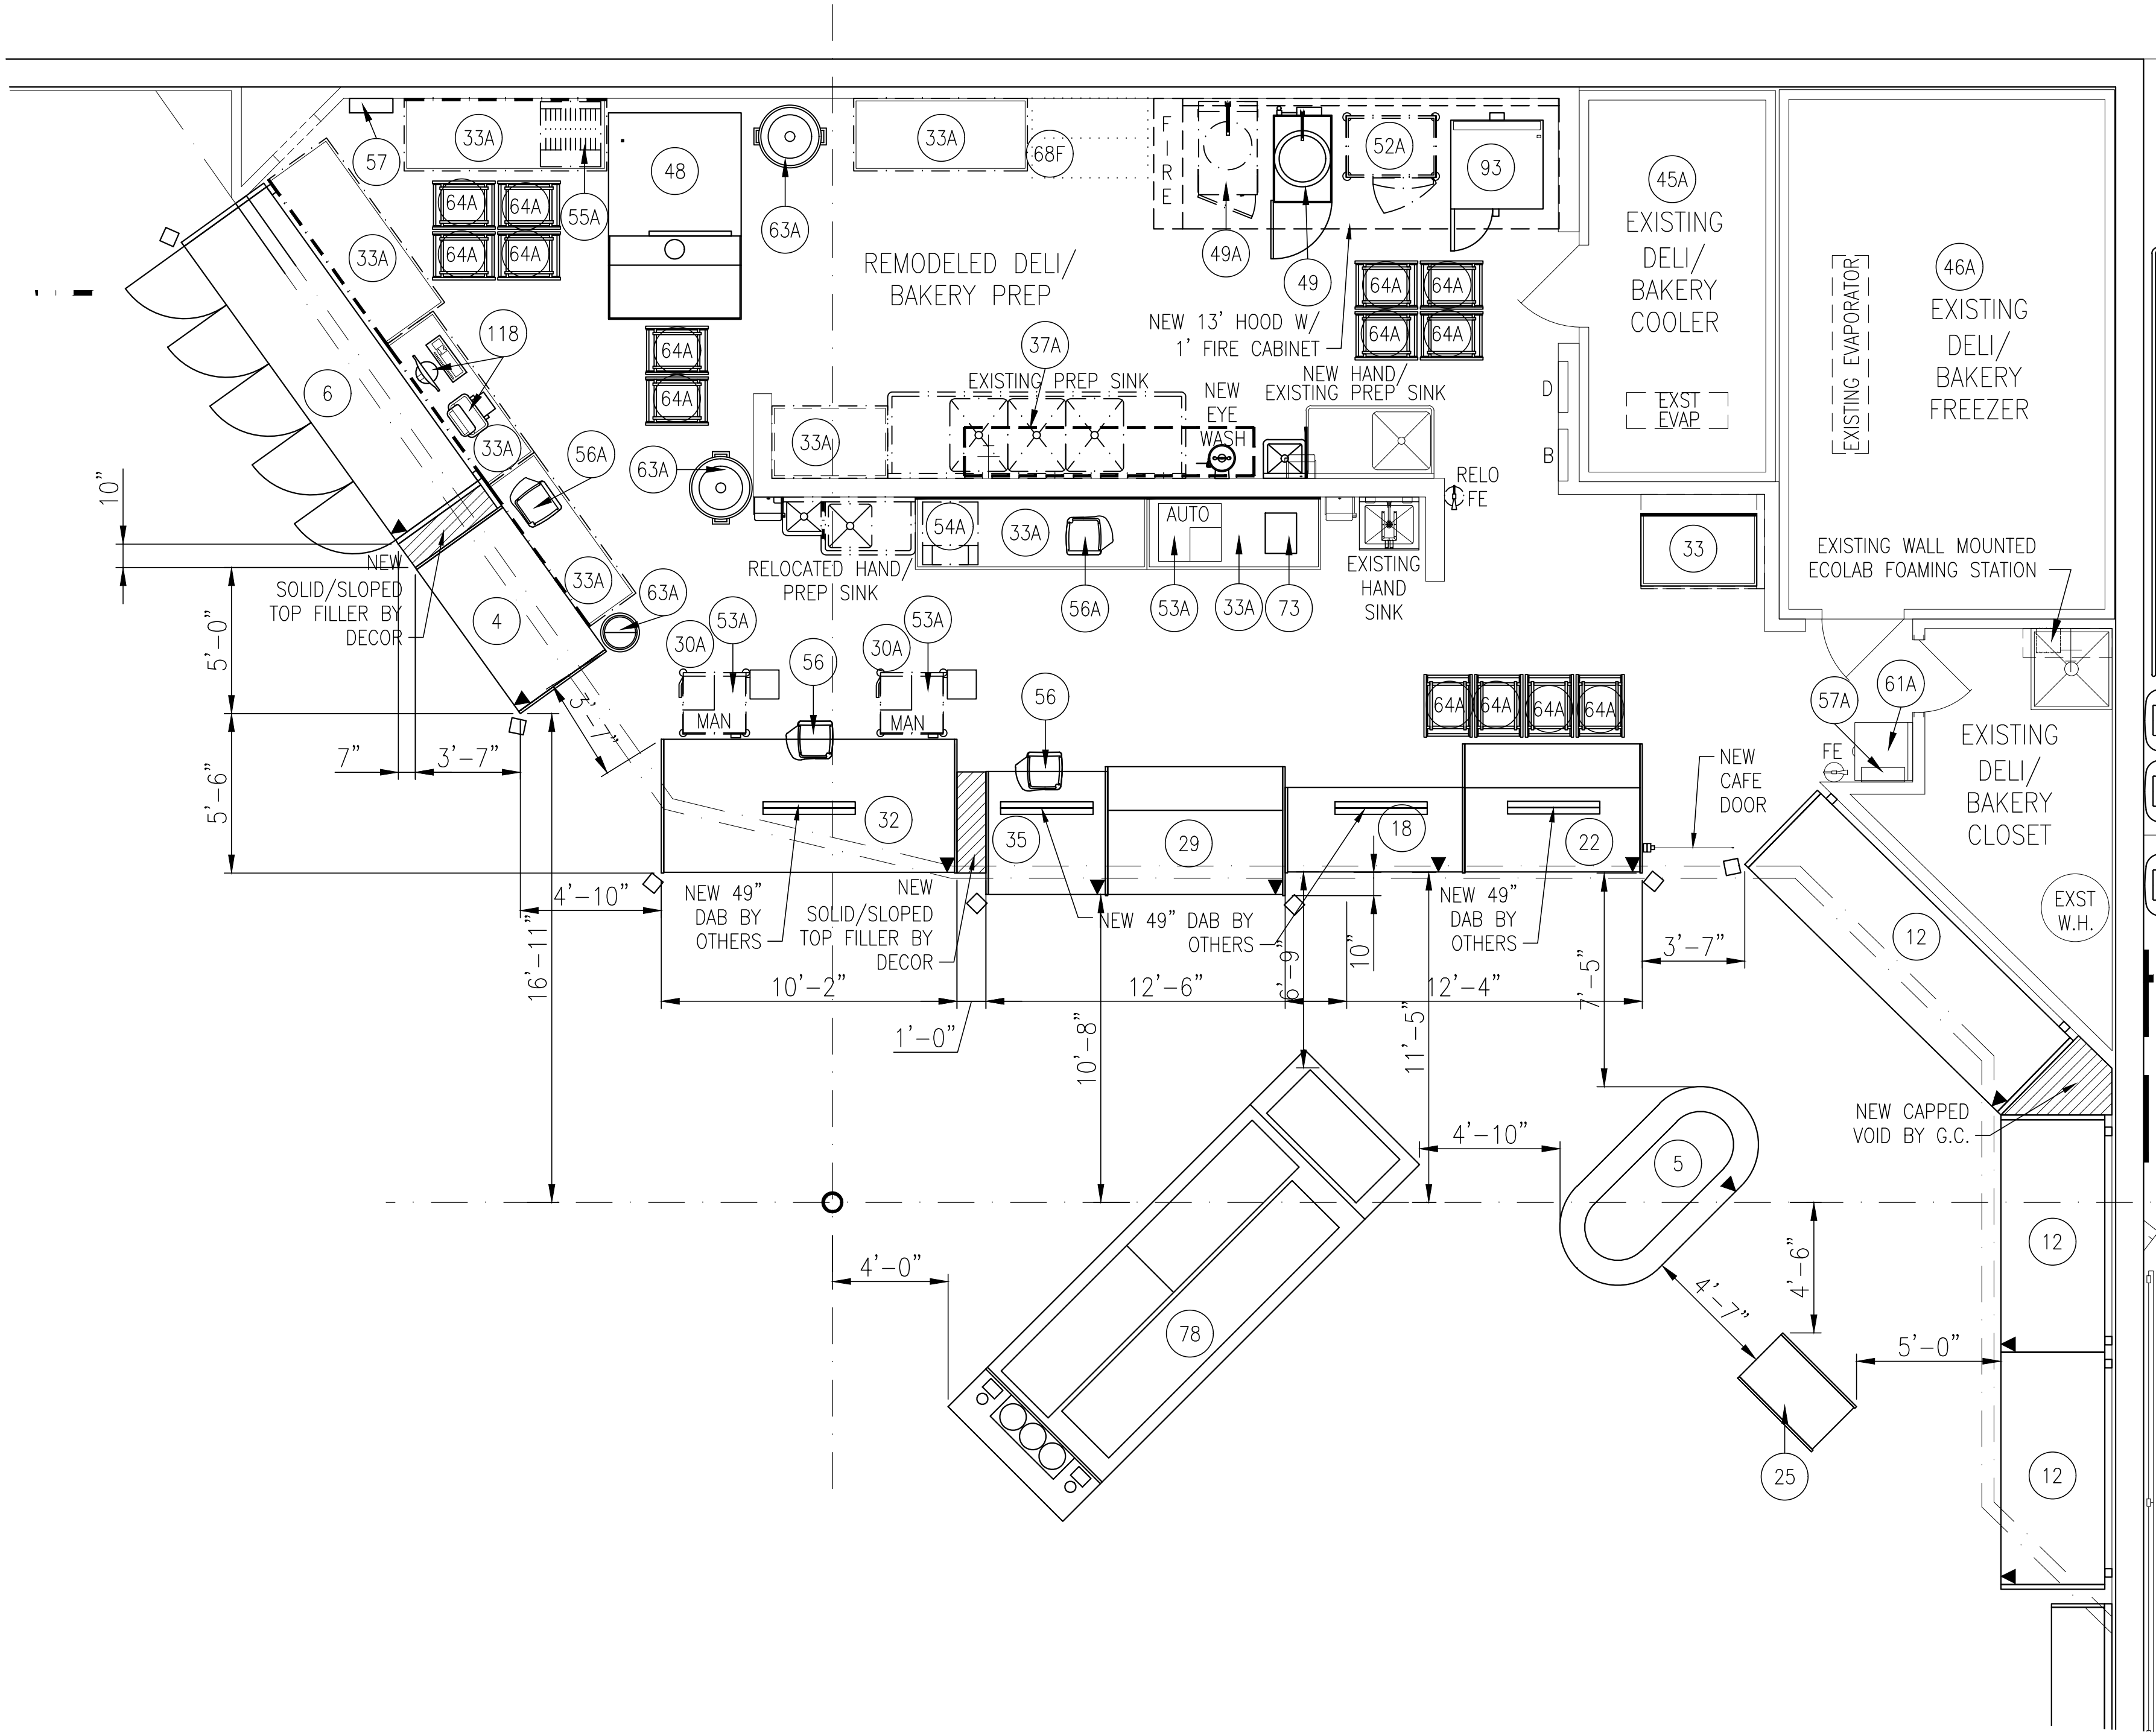 57
33A
55A
48
63A
33A
68F
F
I
R
E
49A
49
52A
93
45A
EXISTING
DELI/
BAKERY
COOLER
EXST
EVAP
46A
EXISTING
DELI/
BAKERY
FREEZER
EXISTING EVAPORATOR
64A
64A
64A
64A
33A
118
6
33A
56A
REMODELED DELI/
BAKERY PREP
NEW 13' HOOD W/
1' FIRE CABINET
64A
64A
64A
64A
64A
64A
37A
EXISTING PREP SINK
NEW
EYE
WASH
NEW HAND/
EXISTING PREP SINK
D
B
33A
63A
RELO
FE
10"
NEW
SOLID/SLOPED
TOP FILLER BY
DECOR
5'-0"
4
33A
63A
RELOCATED HAND/
PREP SINK
54A
33A
56A
AUTO
53A
33A
73
EXISTING
HAND
SINK
33
EXISTING WALL MOUNTED
ECOLAB FOAMING STATION
30A
53A
MAN
56
30A
53A
MAN
56
64A
64A
64A
64A
57A
61A
FE
EXISTING
DELI/
BAKERY
CLOSET
EXST
W.H.
7"
3'-7"
3'-7"
5'-6"
32
35
29
18
22
NEW
CAFE
DOOR
4'-10"
16'-11"
NEW 49"
DAB BY
OTHERS
NEW
SOLID/SLOPED
TOP FILLER BY
DECOR
NEW 49" DAB BY
OTHERS
NEW 49"
DAB BY
OTHERS
3'-7"
12
10'-2"
1'-0"
12'-6"
6'-9"
10"
12'-4"
10'-8"
11'-5"
7'-5"
NEW CAPPED
VOID BY G.C.
4'-10"
5
4'-0"
78
4'-7"
4'-6"
5'-0"
25
12
12